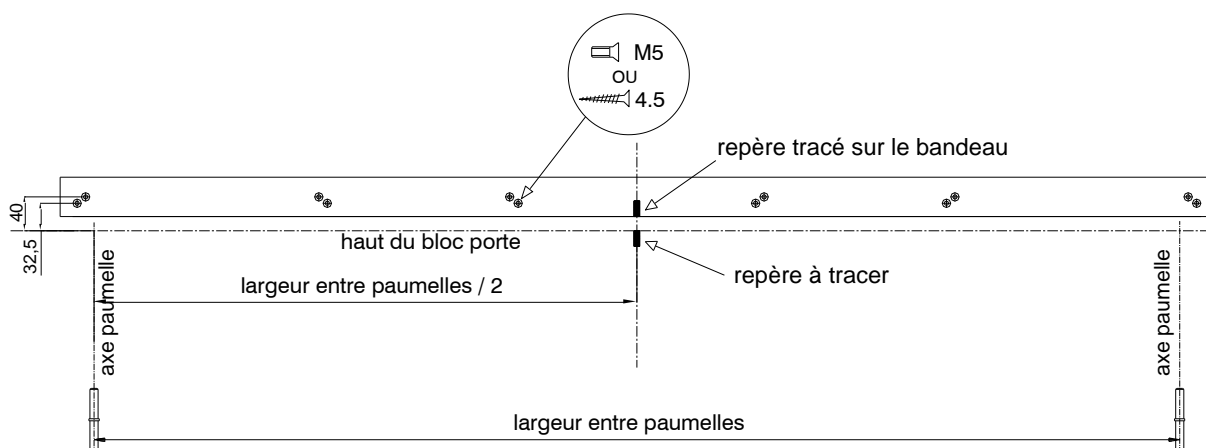 M5
OU
4.5
repère tracé sur le bandeau
40
32,5
haut du bloc porte
repère à tracer
largeur entre paumelles / 2
axe paumelle
axe paumelle
largeur entre paumelles